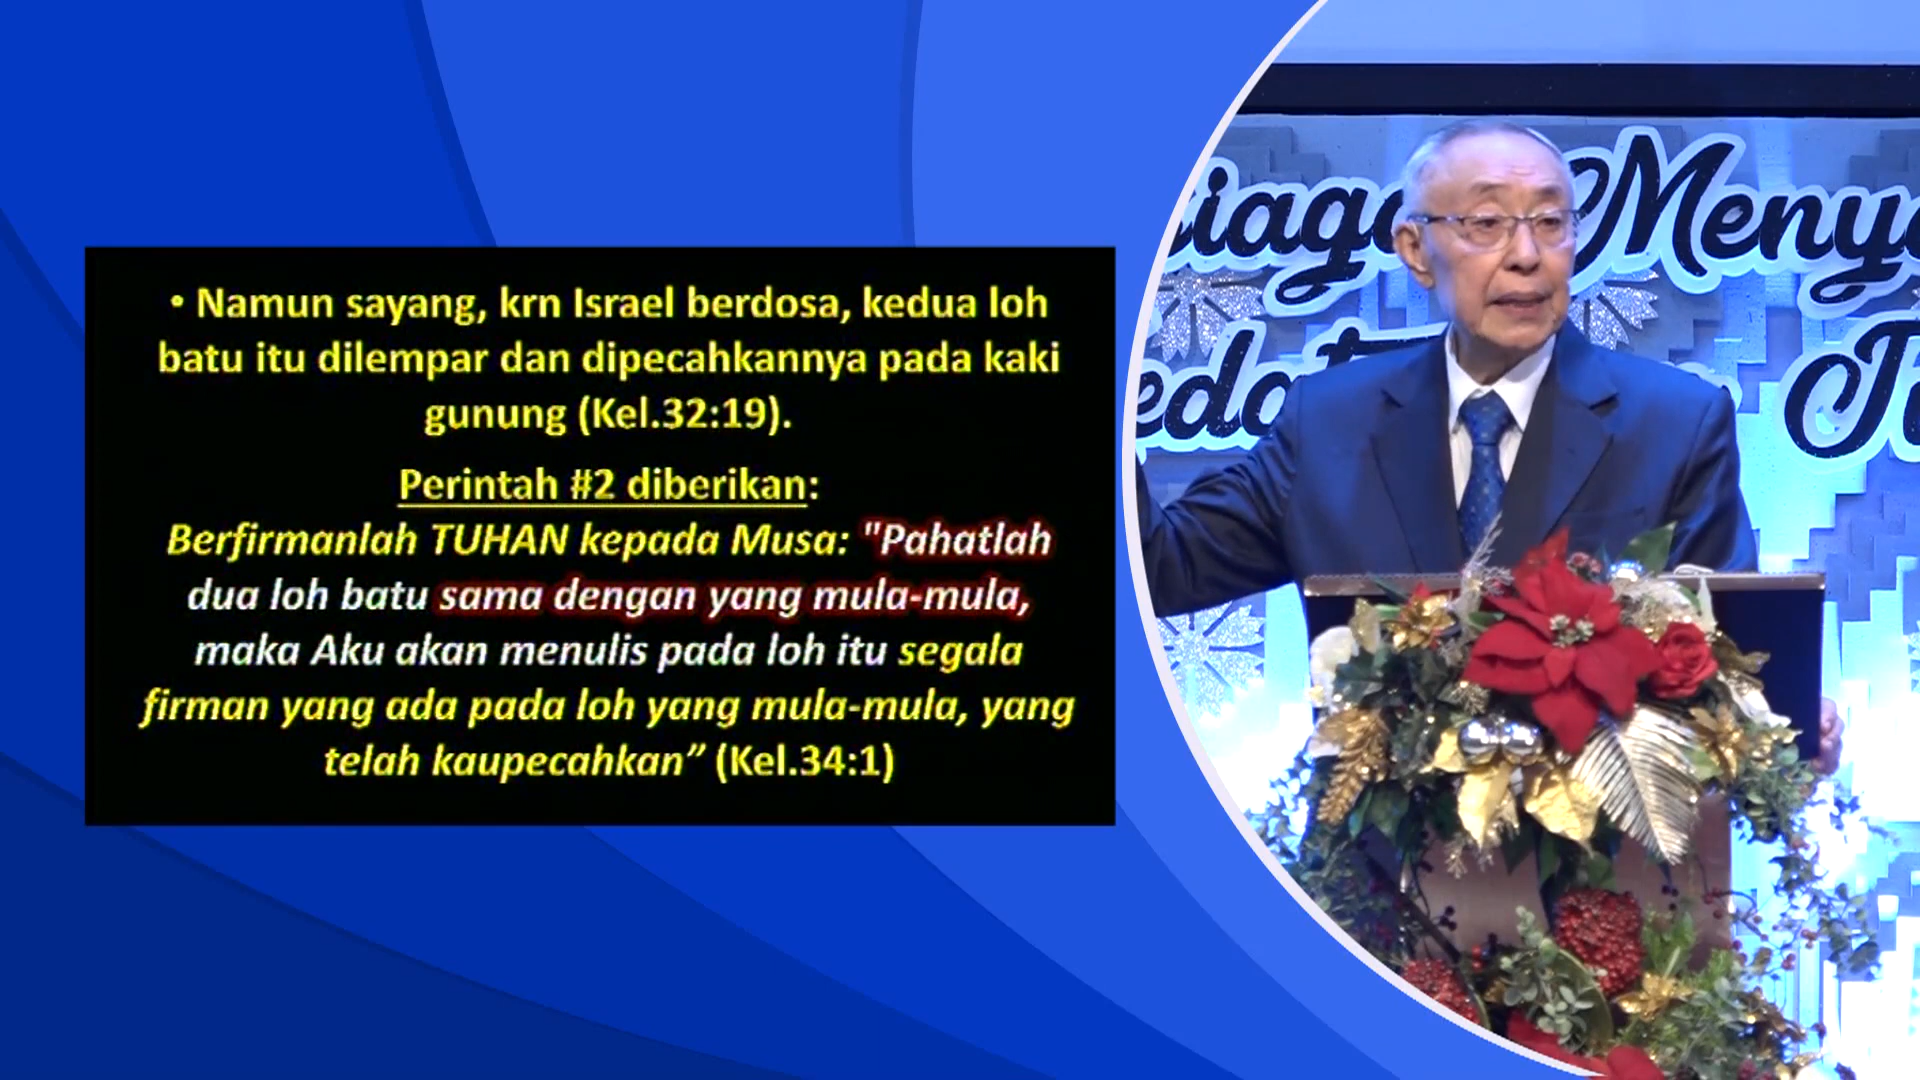 • Namun sayang, krn Israel berdosa, kedua loh
batu itu dilempar dan dipecahkannya pada kaki
gunung (Kel.32:19).
Perintah #2 diberikan:
Berfirmanlah TUHAN kepada Musa: "Pahatlah
dua loh batu sama dengan yang mula-mula,
maka Aku akan menulis pada loh itu segala
firman yang ada pada loh yang mula-mula, yang
telah kaupecahkan” (Kel.34:1)